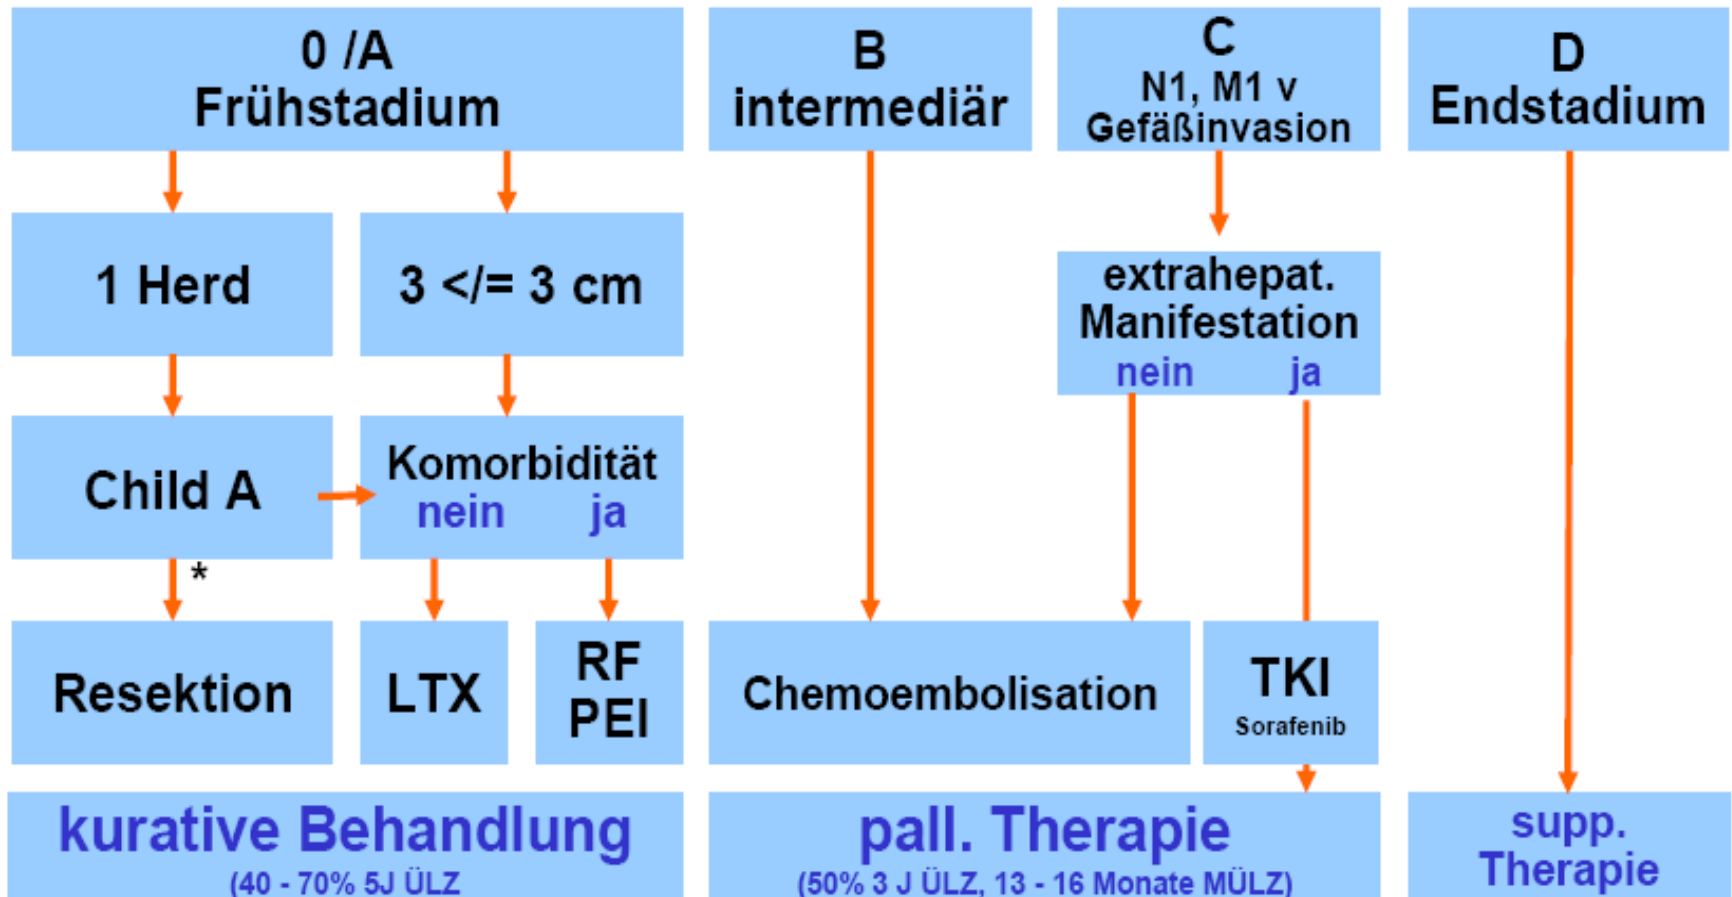 0 /A
Frühstadium
B
intermediär
C
N1, M1 v
Gefäßinvasion
D
Endstadium
1 Herd
3 </= 3 cm
extrahepat.
Manifestation
nein ja
Child A
Komorbidität
nein ja
*
Resektion
LTX
RF
PEI
Chemoembolisation
TKI
Sorafenib
kurative Behandlung
(40 - 70% 5J ÜLZ
pall. Therapie
(50% 3 J ÜLZ, 13 - 16 Monate MÜLZ)
supp.
Therapie